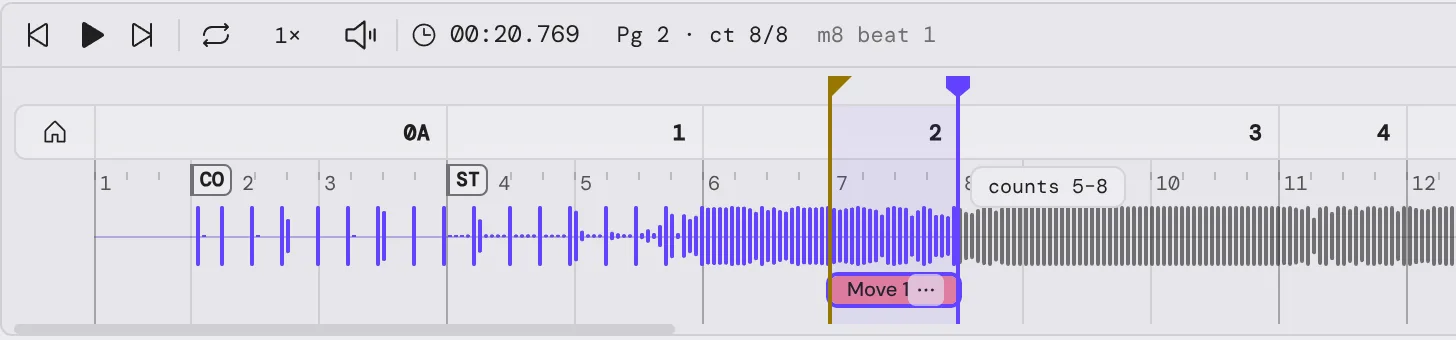 1× 00:20.769 Pg 2 · ct 8/8 m8 beat 1
0A 1 2 3 4
1 CO 2 3 ST 4 5 6 7 8 counts 5-8 10 11 12
Move 1 ...